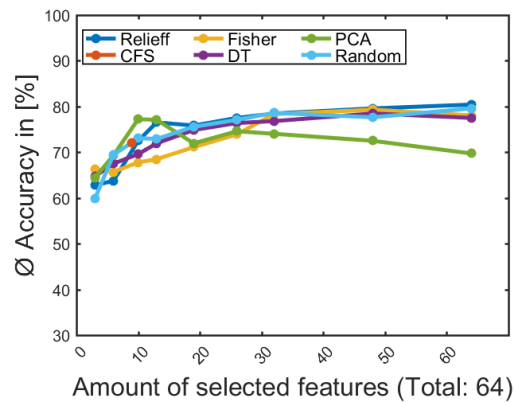 100
90
80
70
60
50
40
30
Ø Accuracy in [%]
Relieff Fisher PCA
CFS DT Random
0 10 20 30 40 50 60
Amount of selected features (Total: 64)